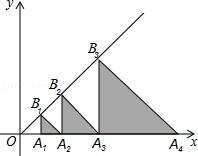 y
B₃
B₂
B₁
O A₁ A₂ A₃ A₄ x